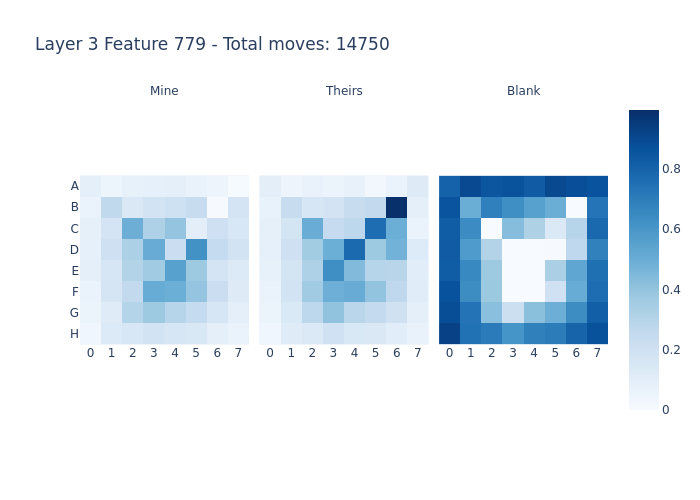 Layer 3 Feature 779 - Total moves: 14750
Mine Theirs Blank
A
B
C
D
E
F
G
H
0 1 2 3 4 5 6 7 0 1 2 3 4 5 6 7 0 1 2 3 4 5 6 7
0.8
0.6
0.4
0.2
0